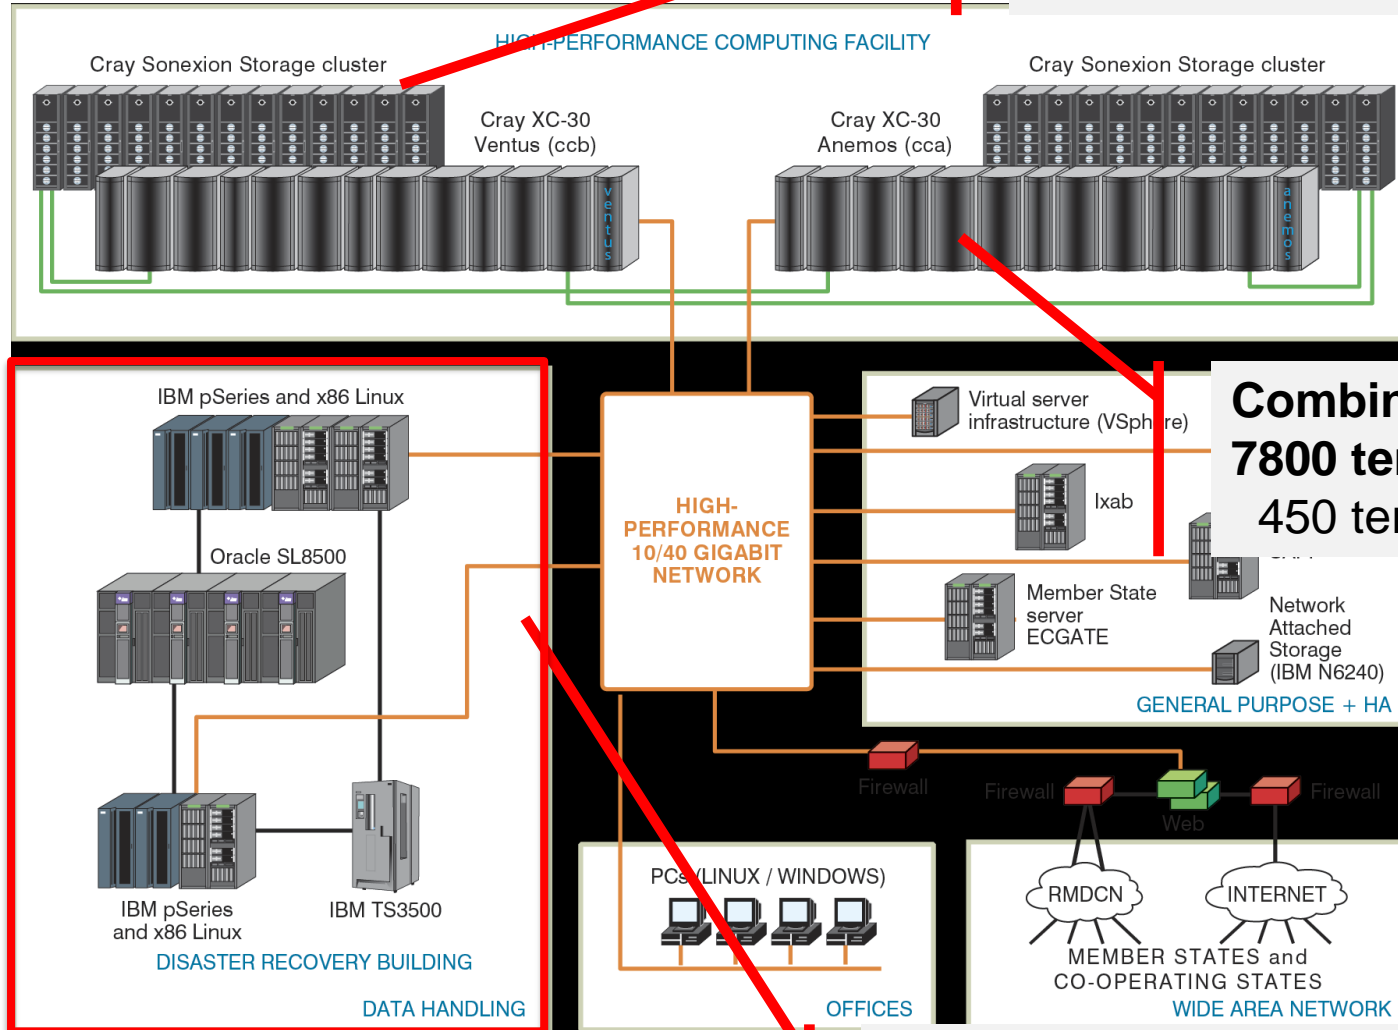 HIGH-PERFORMANCE COMPUTING FACILITY
Cray Sonexion Storage cluster
Cray Sonexion Storage cluster
Cray XC-30
Ventus (ccb)
Cray XC-30
Anemos (cca)
ventus
anemos
IBM pSeries and x86 Linux
Oracle SL8500
IBM pSeries
and x86 Linux
IBM TS3500
DISASTER RECOVERY BUILDING
DATA HANDLING
HIGH-
PERFORMANCE
10/40 GIGABIT
NETWORK
Virtual server
infrastructure (VSphere)
Combin
7800 ter
450 ter
lxab
Member State
server
ECGATE
Network
Attached
Storage
(IBM N6240)
GENERAL PURPOSE + HA
Firewall
Firewall
Web
Firewall
PCs (LINUX / WINDOWS)
OFFICES
RMDCN
INTERNET
MEMBER STATES and
CO-OPERATING STATES
WIDE AREA NETWORK